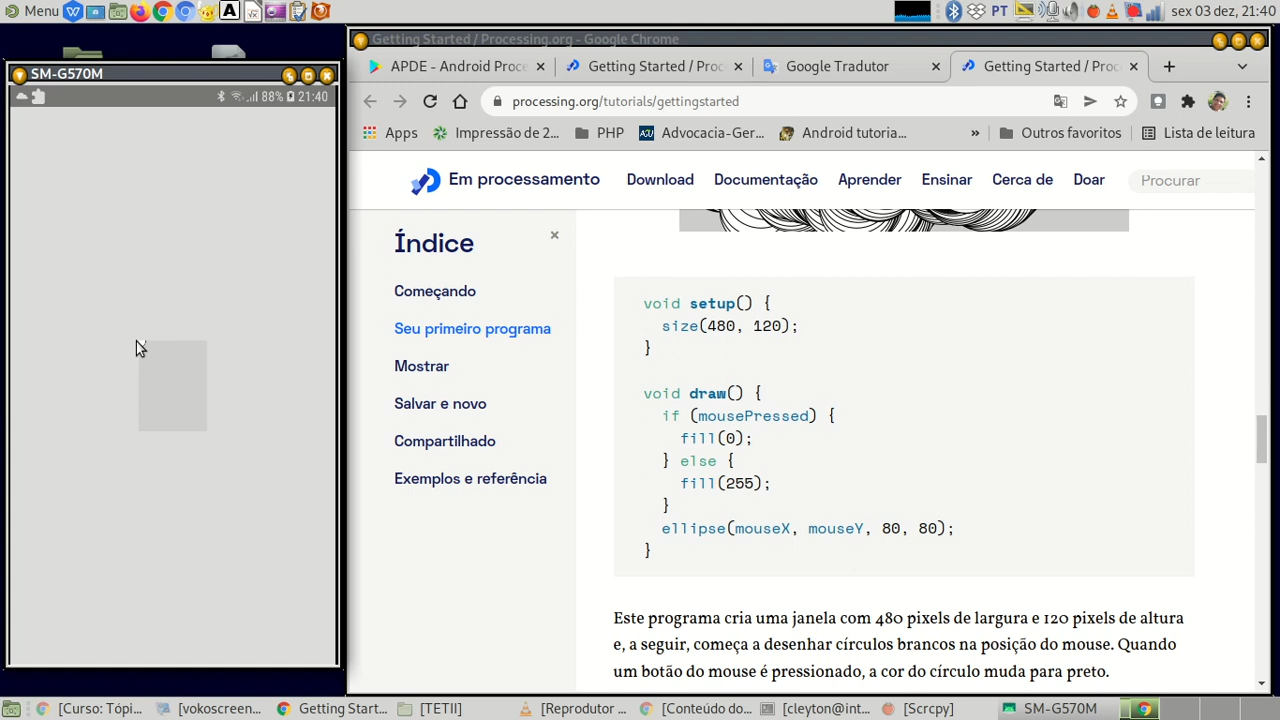 Menu
A
PT
sex 03 dez, 21:40
SM-G570M
88%
21:40
Getting Started / Processing.org - Google Chrome
APDE - Android Proce
Getting Started / Proc
Google Tradutor
Getting Started / Proc
processing.org/tutorials/gettingstarted
Apps
Impressão de 2...
PHP
Advocacia-Ger...
Android tutoria...
»
Outros favoritos
Lista de leitura
Em processamento
Download
Documentação
Aprender
Ensinar
Cerca de
Doar
Procurar
Índice
×
Começando
Seu primeiro programa
Mostrar
Salvar e novo
Compartilhado
Exemplos e referência
void setup() {
size(480, 120);
}
void draw() {
if (mousePressed) {
fill(0);
} else {
fill(255);
}
ellipse(mouseX, mouseY, 80, 80);
}
Este programa cria uma janela com 480 pixels de largura e 120 pixels de altura
e, a seguir, começa a desenhar círculos brancos na posição do mouse. Quando
um botão do mouse é pressionado, a cor do círculo muda para preto.
[Curso: Tópi...
[vokoscreen...
Getting Start...
[TETII]
[Reprodutor ...
[Conteúdo do...
[cleyton@int...
[Scrcpy]
SM-G570M